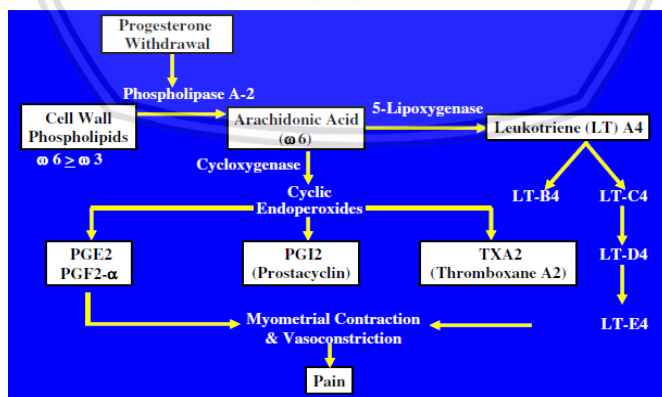 Progesterone
Withdrawal
Phospholipase A-2
Cell Wall
Phospholipids
ω 6 ≥ ω 3
Arachidonic Acid
(ω 6)
5-Lipoxygenase
Leukotriene (LT) A4
Cycloxygenase
Cyclic
Endoperoxides
LT-B4
LT-C4
PGE2
PGF2-α
PGI2
(Prostacyclin)
TXA2
(Thromboxane A2)
LT-D4
LT-E4
Myometrial Contraction
& Vasoconstriction
Pain